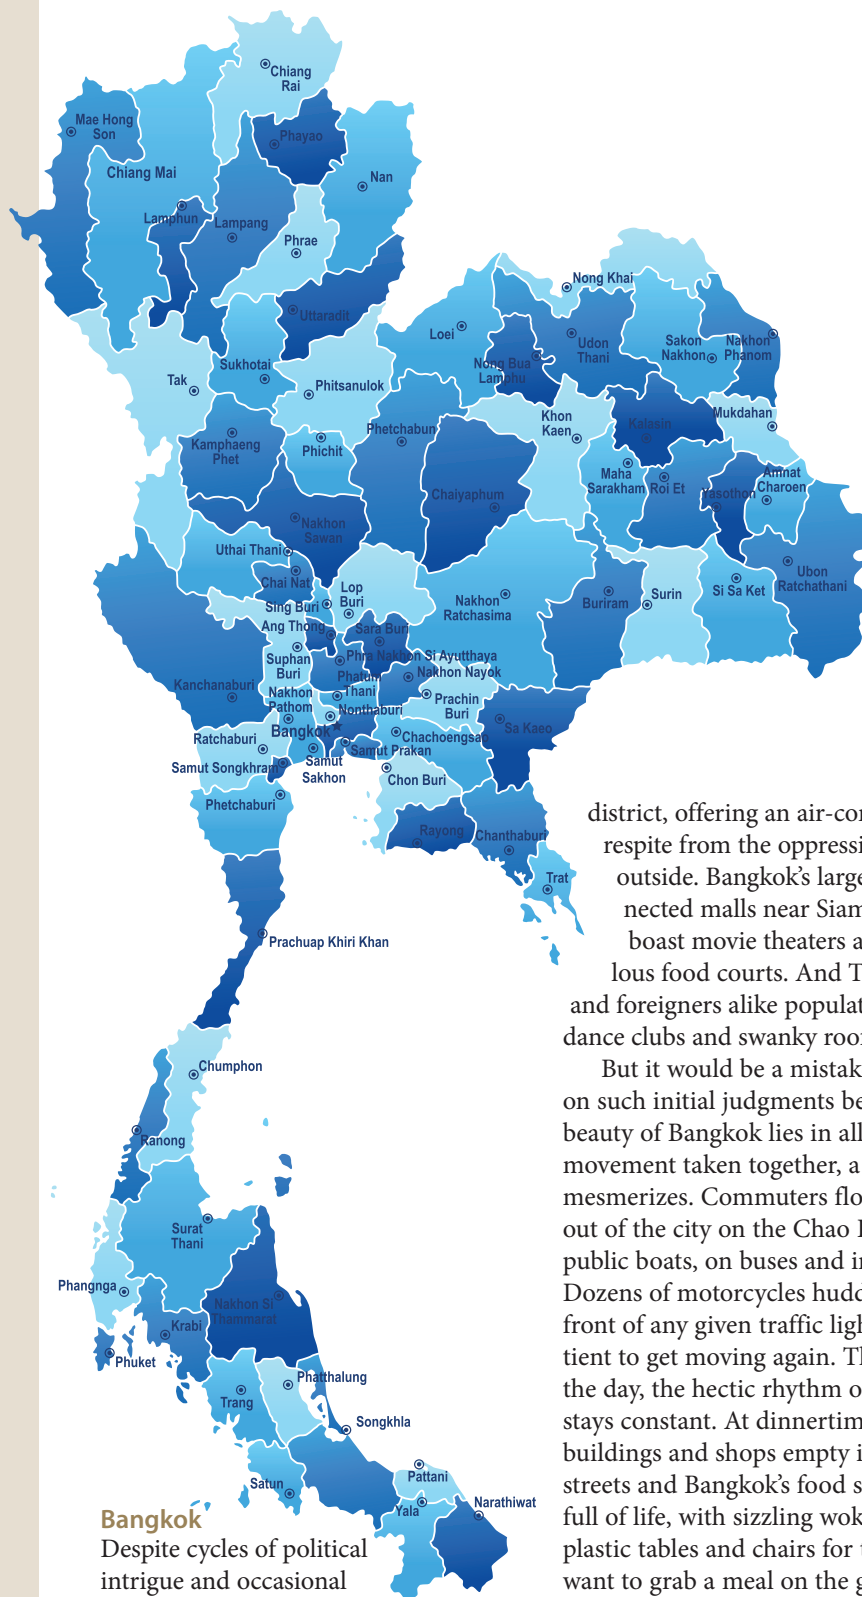 Chiang
Rai
Mae Hong
Son
Phayao
Chiang Mai
Nan
Lamphun
Lampang
Phrae
Nong Khai
Uttaradit
Loei
Udon
Thani
Sakon
Nakhon
Nakhon
Phanom
Nong Bua
Lamphu
Sukhotai
Tak
Phitsanulok
Khon
Kaen
Mukdahan
Kalasin
Phetchabun
Kamphaeng
Phet
Phichit
Maha
Sarakham
Roi Et
Yasothon
Amnat
Charoen
Chaiyaphum
Nakhon
Sawan
Uthai Thani
Chai Nat
Ubon
Ratchathani
Lop
Buri
Sing Buri
Nakhon
Ratchasima
Buriram
Surin
Si Sa Ket
Ang Thong
Sara Buri
Phra Nakhon Si Ayutthaya
Suphan
Buri
Phatum
Thani
Nakhon Nayok
Kanchanaburi
Nakhon
Pathom
Nonthaburi
Prachin
Buri
Bangkok
Sa Kaeo
Chachoengsao
Ratchaburi
Samut Prakan
Samut Songkhram
Samut
Sakhon
Chon Buri
Phetchaburi
Rayong
Chanthaburi
Trat
Prachuap Khiri Khan
Chumphon
Ranong
Surat
Thani
Phangnga
Nakhon Si
Thammarat
Krabi
Phuket
Phatthalung
Trang
Songkhla
Pattani
Satun
Yala
Narathiwat
Bangkok
Despite cycles of political
intrigue and occasional
district, offering an air-con
respite from the oppressi
outside. Bangkok’s large
nected malls near Siam
boast movie theaters a
lous food courts. And T
and foreigners alike populat
dance clubs and swanky roo
But it would be a mistak
on such initial judgments be
beauty of Bangkok lies in all
movement taken together, a
mesmerizes. Commuters flo
out of the city on the Chao
public boats, on buses and in
Dozens of motorcycles hudd
front of any given traffic ligh
tient to get moving again. Th
the day, the hectic rhythm o
stays constant. At dinnertim
buildings and shops empty i
streets and Bangkok’s food s
full of life, with sizzling wok
plastic tables and chairs for
want to grab a meal on the g